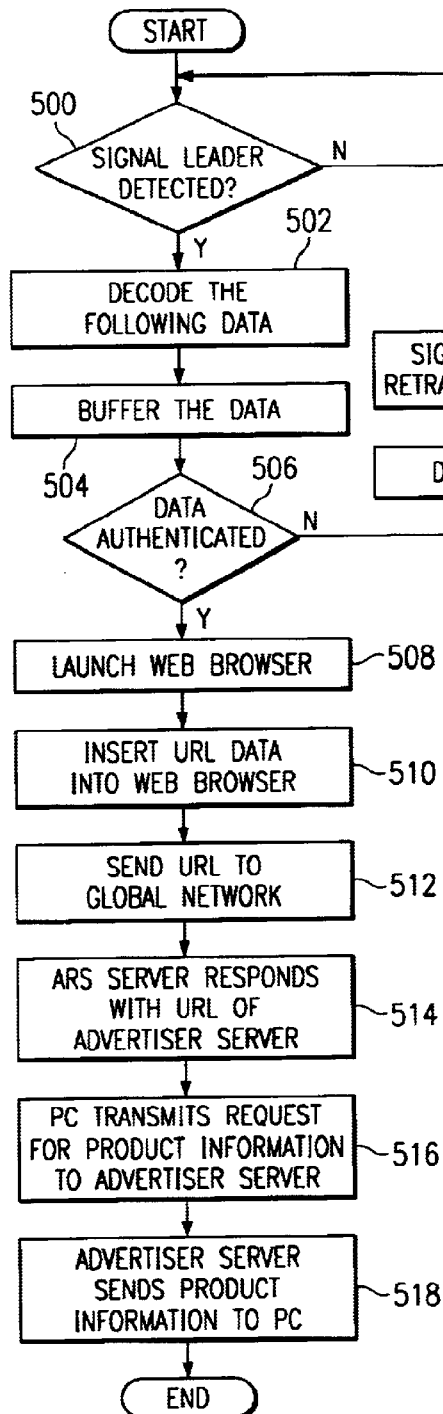 START
500
SIGNAL LEADER
DETECTED?
N
Y
502
DECODE THE
FOLLOWING DATA
BUFFER THE DATA
504
506
DATA
AUTHENTICATED
?
N
Y
LAUNCH WEB BROWSER
508
INSERT URL DATA
INTO WEB BROWSER
510
SEND URL TO
GLOBAL NETWORK
512
ARS SERVER RESPONDS
WITH URL OF
ADVERTISER SERVER
514
PC TRANSMITS REQUEST
FOR PRODUCT INFORMATION
TO ADVERTISER SERVER
516
ADVERTISER SERVER
SENDS PRODUCT
INFORMATION TO PC
518
END
SIG
RETRA
D